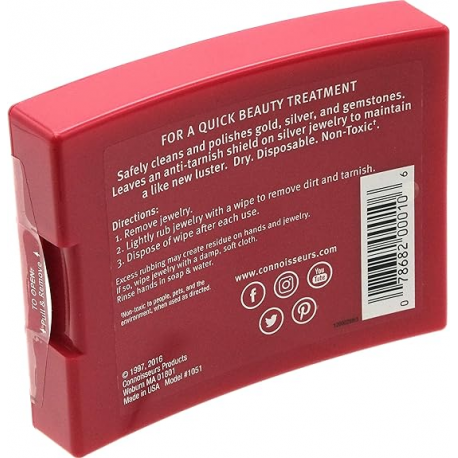 FOR A QUICK BEAUTY TREATMENT
Safely cleans and polishes gold, silver, and gemstones.
Leaves an anti-tarnish shield on silver jewelry to maintain
a like new luster. Dry. Disposable. Non-Toxic†.
Directions:
1. Remove jewelry.
2. Lightly rub jewelry with a wipe to remove dirt and tarnish.
3. Dispose of wipe after each use.
Excess rubbing may create residue on hands and jewelry.
If so, wipe jewelry with a damp, soft cloth.
Rinse hands in soap & water.
†Non-toxic to people, pets, and the
environment, when used as directed.
www.connoisseurs.com
You
Tube
0 78682 00010 6
TO OPEN:
Pull & Remove
© 1997, 2016
Connoisseurs Products
Woburn MA 01801
Made in USA Model #1051